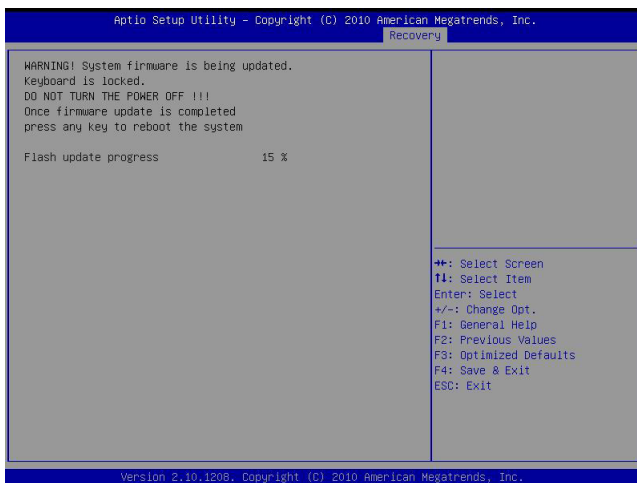 Aptio Setup Utility – Copyright (C) 2010 American Megatrends, Inc.
Recovery
WARNING! System firmware is being updated.
Keyboard is locked.
DO NOT TURN THE POWER OFF !!!
Once firmware update is completed
press any key to reboot the system
Flash update progress 15 %
→←: Select Screen
↑↓: Select Item
Enter: Select
+/-: Change Opt.
F1: General Help
F2: Previous Values
F3: Optimized Defaults
F4: Save & Exit
ESC: Exit
Version 2.10.1208. Copyright (C) 2010 American Megatrends, Inc.